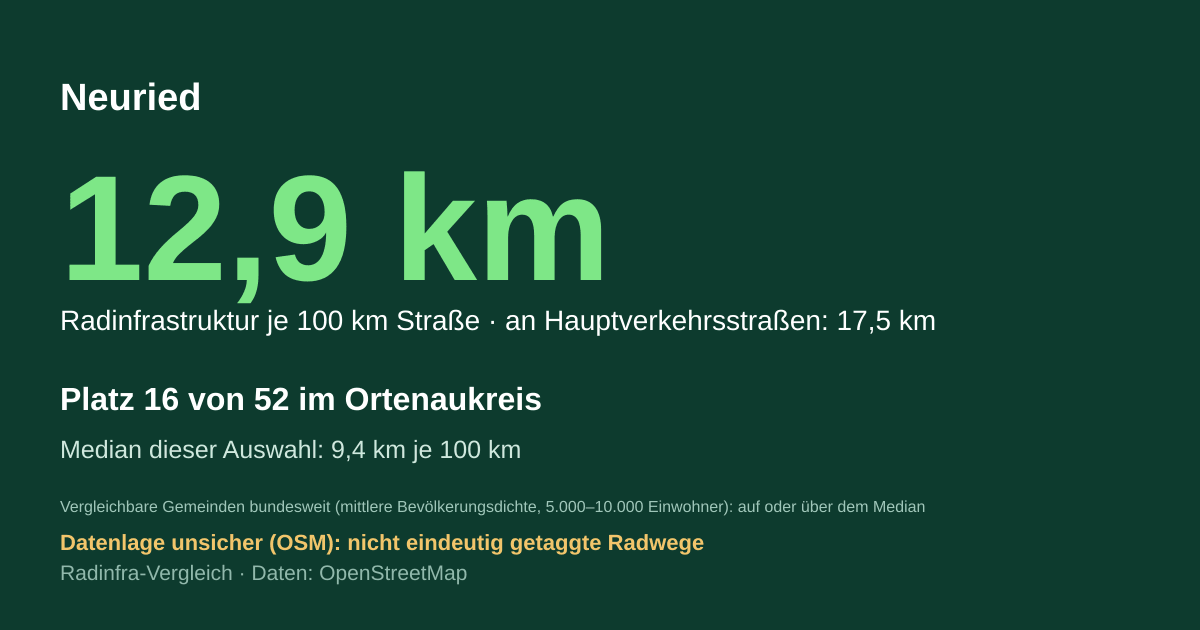 Neuried
12,9 km
Radinfrastruktur je 100 km Straße · an Hauptverkehrsstraßen: 17,5 km
Platz 16 von 52 im Ortenaukreis
Median dieser Auswahl: 9,4 km je 100 km
Vergleichbare Gemeinden bundesweit (mittlere Bevölkerungsdichte, 5.000–10.000 Einwohner): auf oder über dem Median
Datenlage unsicher (OSM): nicht eindeutig getaggte Radwege
Radinfra-Vergleich · Daten: OpenStreetMap